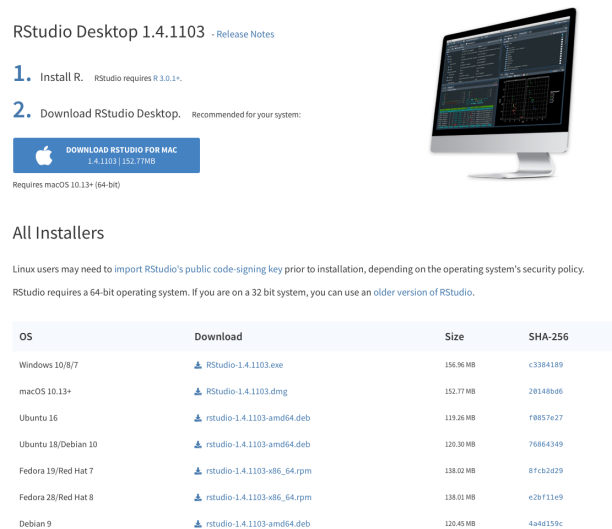 RStudio Desktop 1.4.1103 - Release Notes
1. Install R. RStudio requires R 3.0.1+.
2. Download RStudio Desktop. Recommended for your system:
DOWNLOAD RSTUDIO FOR MAC
1.4.1103 | 152.77MB
Requires macOS 10.13+ (64-bit)
All Installers
Linux users may need to import RStudio's public code-signing key prior to installation, depending on the operating system's security policy.
RStudio requires a 64-bit operating system. If you are on a 32 bit system, you can use an older version of RStudio.
OS Download Size SHA-256
Windows 10/8/7 RStudio-1.4.1103.exe 156.96 MB c3384189
macOS 10.13+ RStudio-1.4.1103.dmg 152.77 MB 20148bd6
Ubuntu 16 rstudio-1.4.1103-amd64.deb 119.26 MB f0857e27
Ubuntu 18/Debian 10 rstudio-1.4.1103-amd64.deb 120.30 MB 76864349
Fedora 19/Red Hat 7 rstudio-1.4.1103-x86_64.rpm 138.02 MB 8fcb2d29
Fedora 28/Red Hat 8 rstudio-1.4.1103-x86_64.rpm 138.01 MB e2bf11e9
Debian 9 rstudio-1.4.1103-amd64.deb 120.45 MB 4a4d159c